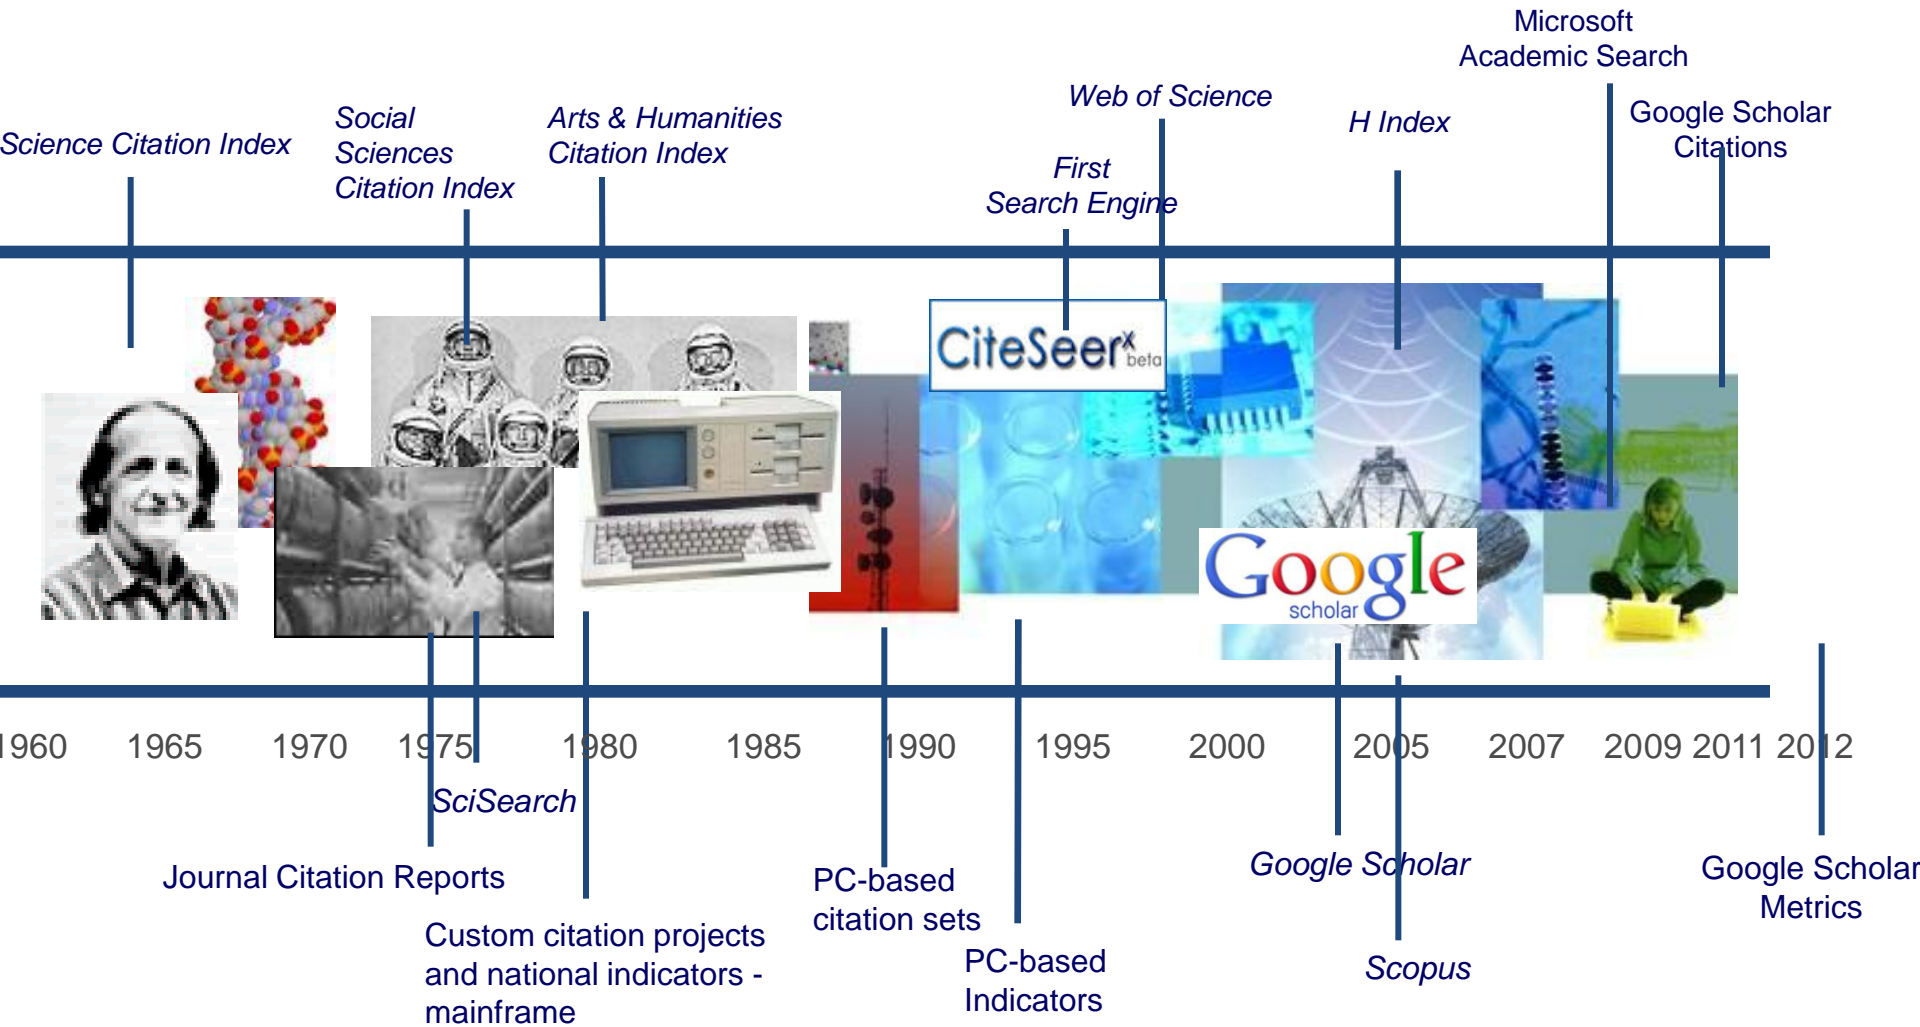 Microsoft
Academic Search
Web of Science
Science Citation Index
Social
Sciences
Citation Index
Arts & Humanities
Citation Index
First
Search Engine
H Index
Google Scholar
Citations
CiteSeerx
beta
Google
scholar
1960 1965 1970 1975 1980 1985 1990 1995 2000 2005 2007 2009 2011 2012
SciSearch
Journal Citation Reports
Custom citation projects
and national indicators -
mainframe
PC-based
citation sets
PC-based
Indicators
Google Scholar
Scopus
Google Scholar
Metrics